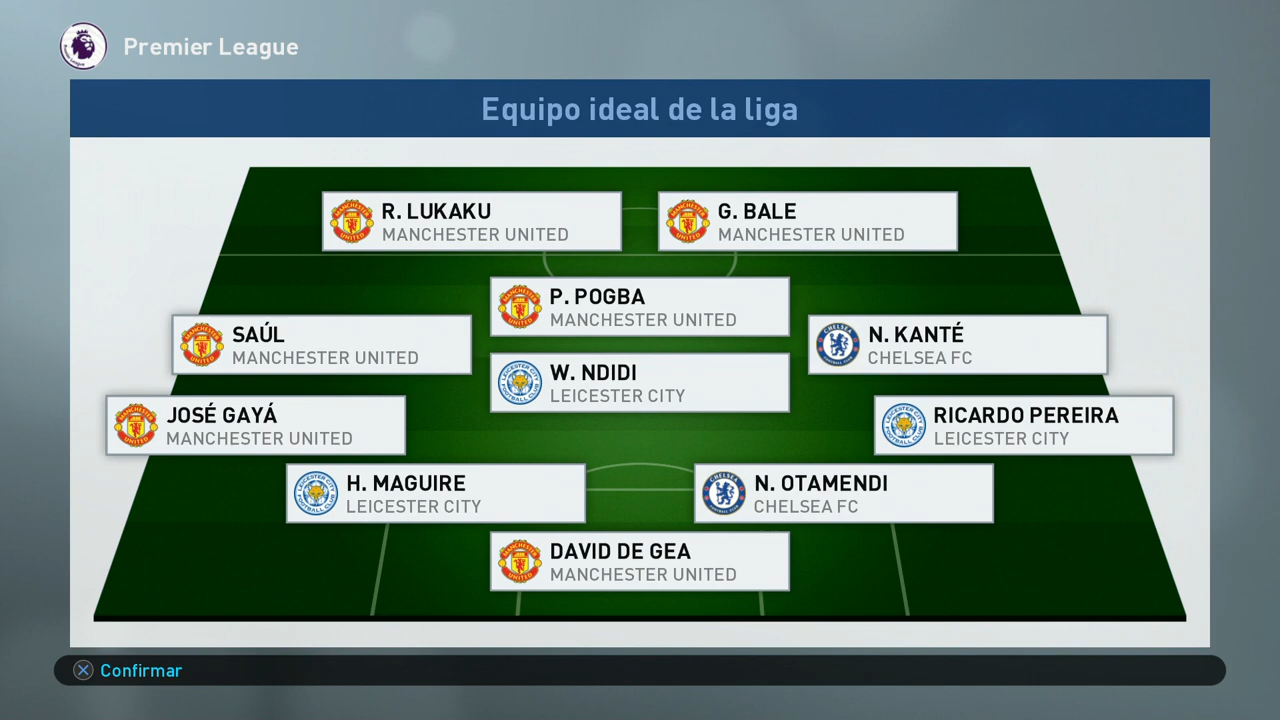 Premier League
Equipo ideal de la liga
R. LUKAKU
MANCHESTER UNITED
G. BALE
MANCHESTER UNITED
P. POGBA
MANCHESTER UNITED
SAÚL
MANCHESTER UNITED
N. KANTÉ
CHELSEA FC
W. NDIDI
LEICESTER CITY
JOSÉ GAYÁ
MANCHESTER UNITED
RICARDO PEREIRA
LEICESTER CITY
H. MAGUIRE
LEICESTER CITY
N. OTAMENDI
CHELSEA FC
DAVID DE GEA
MANCHESTER UNITED
Confirmar